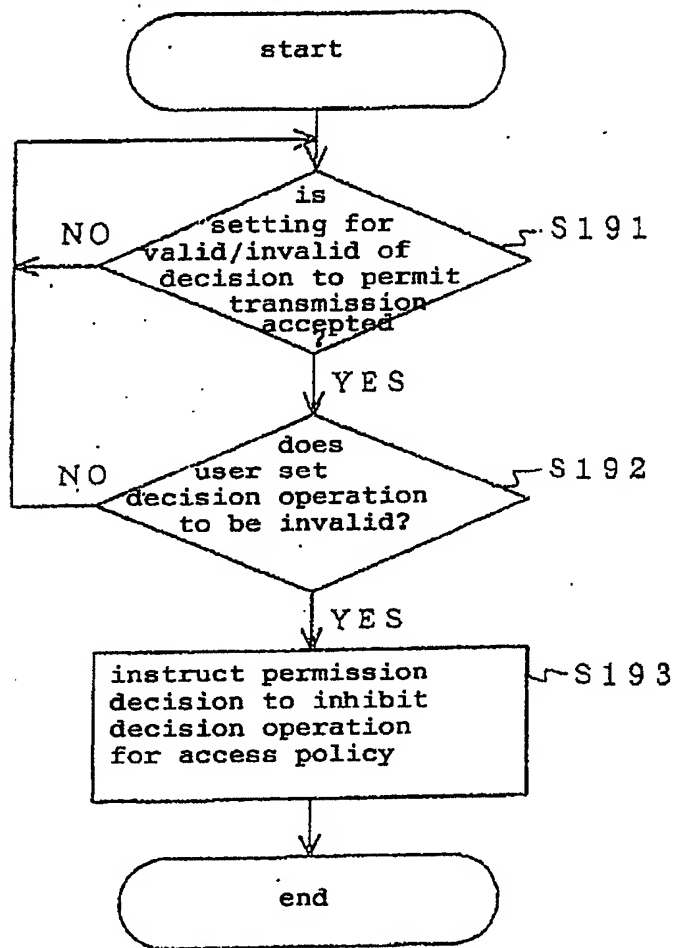 start
is
setting for
NO
S191
valid/invalid of
decision to permit
transmission
accepted
?
YES
does
NO
user set
S192
decision operation
to be invalid?
YES
instruct permission
S193
decision to inhibit
decision operation
for access policy
end